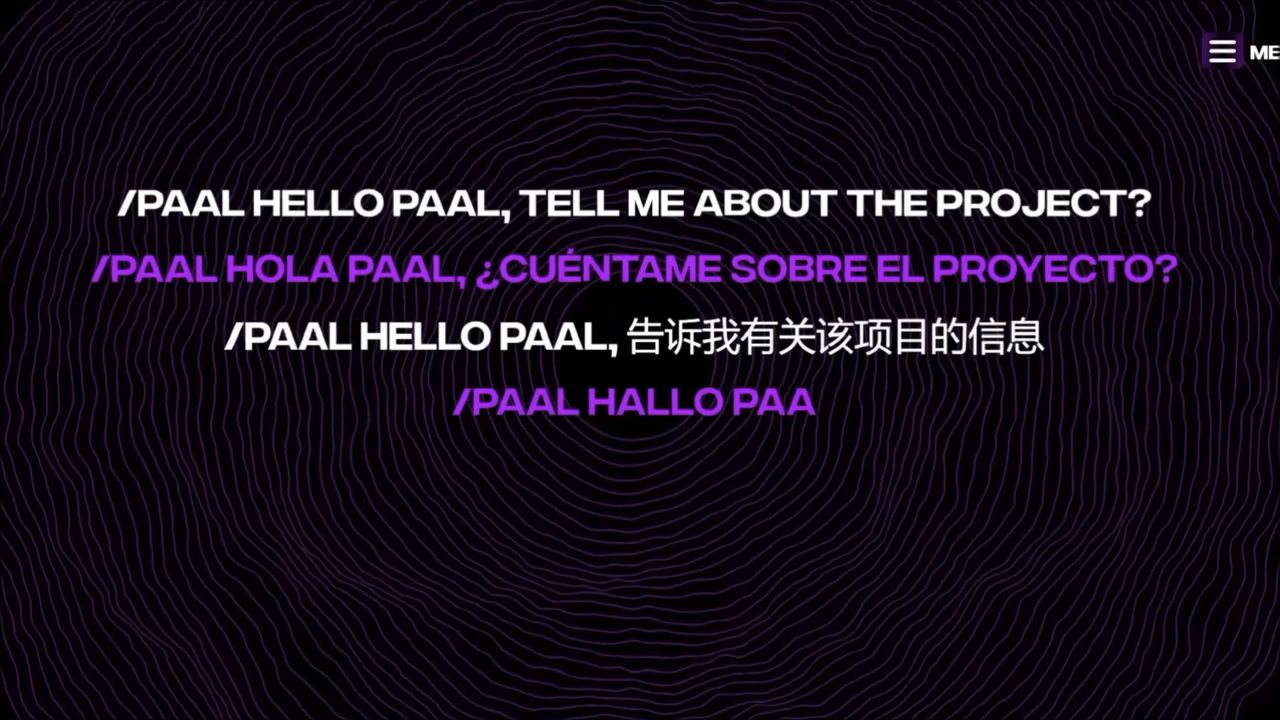 ME
/PAAL HELLO PAAL, TELL ME ABOUT THE PROJECT?
/PAAL HOLA PAAL, ¿CUÉNTAME SOBRE EL PROYECTO?
/PAAL HELLO PAAL, 告诉我有关该项目的信息
/PAAL HALLO PAA